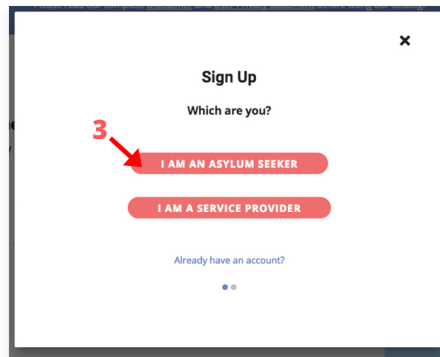 Sign Up
Which are you?
3
I AM AN ASYLUM SEEKER
I AM A SERVICE PROVIDER
Already have an account?